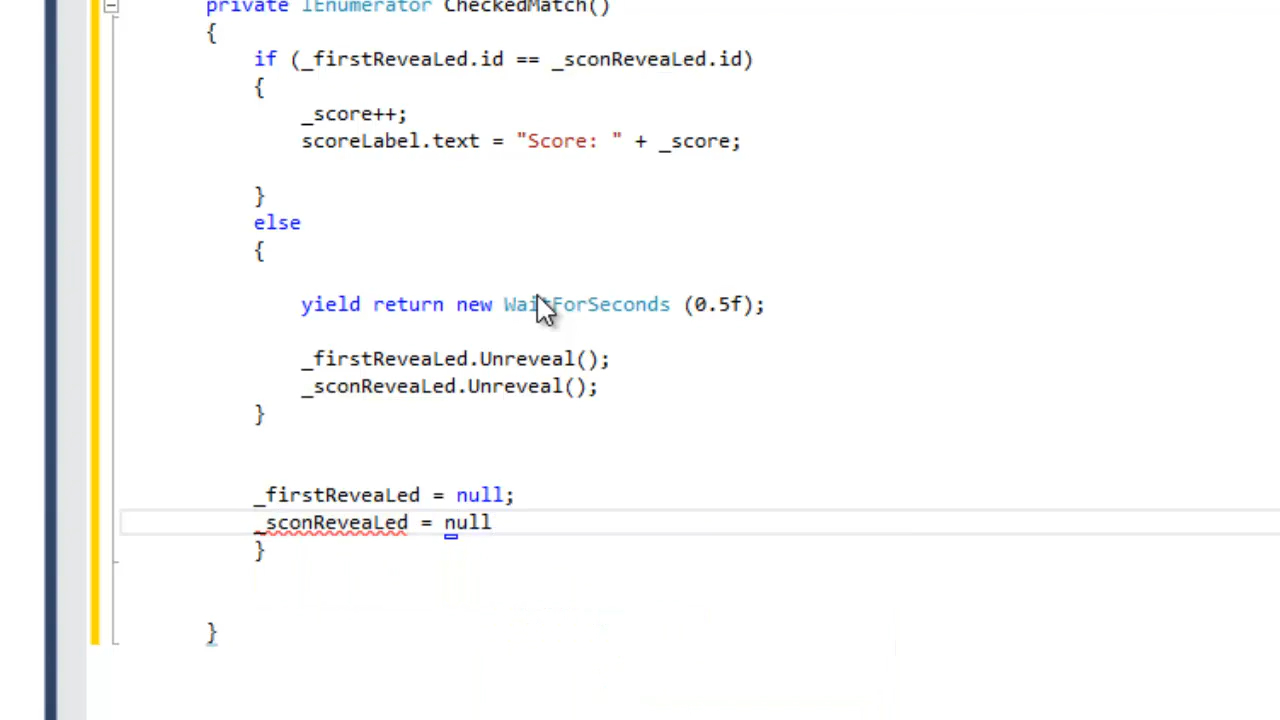 private IEnumerator CheckedMatch()
{
if (_firstReveaLed.id == _sconReveaLed.id)
{
_score++;
scoreLabel.text = "Score: " + _score;
}
else
{
yield return new WaitForSeconds (0.5f);
_firstReveaLed.Unreveal();
_sconReveaLed.Unreveal();
}
_firstReveaLed = null;
_sconReveaLed = null
}
}